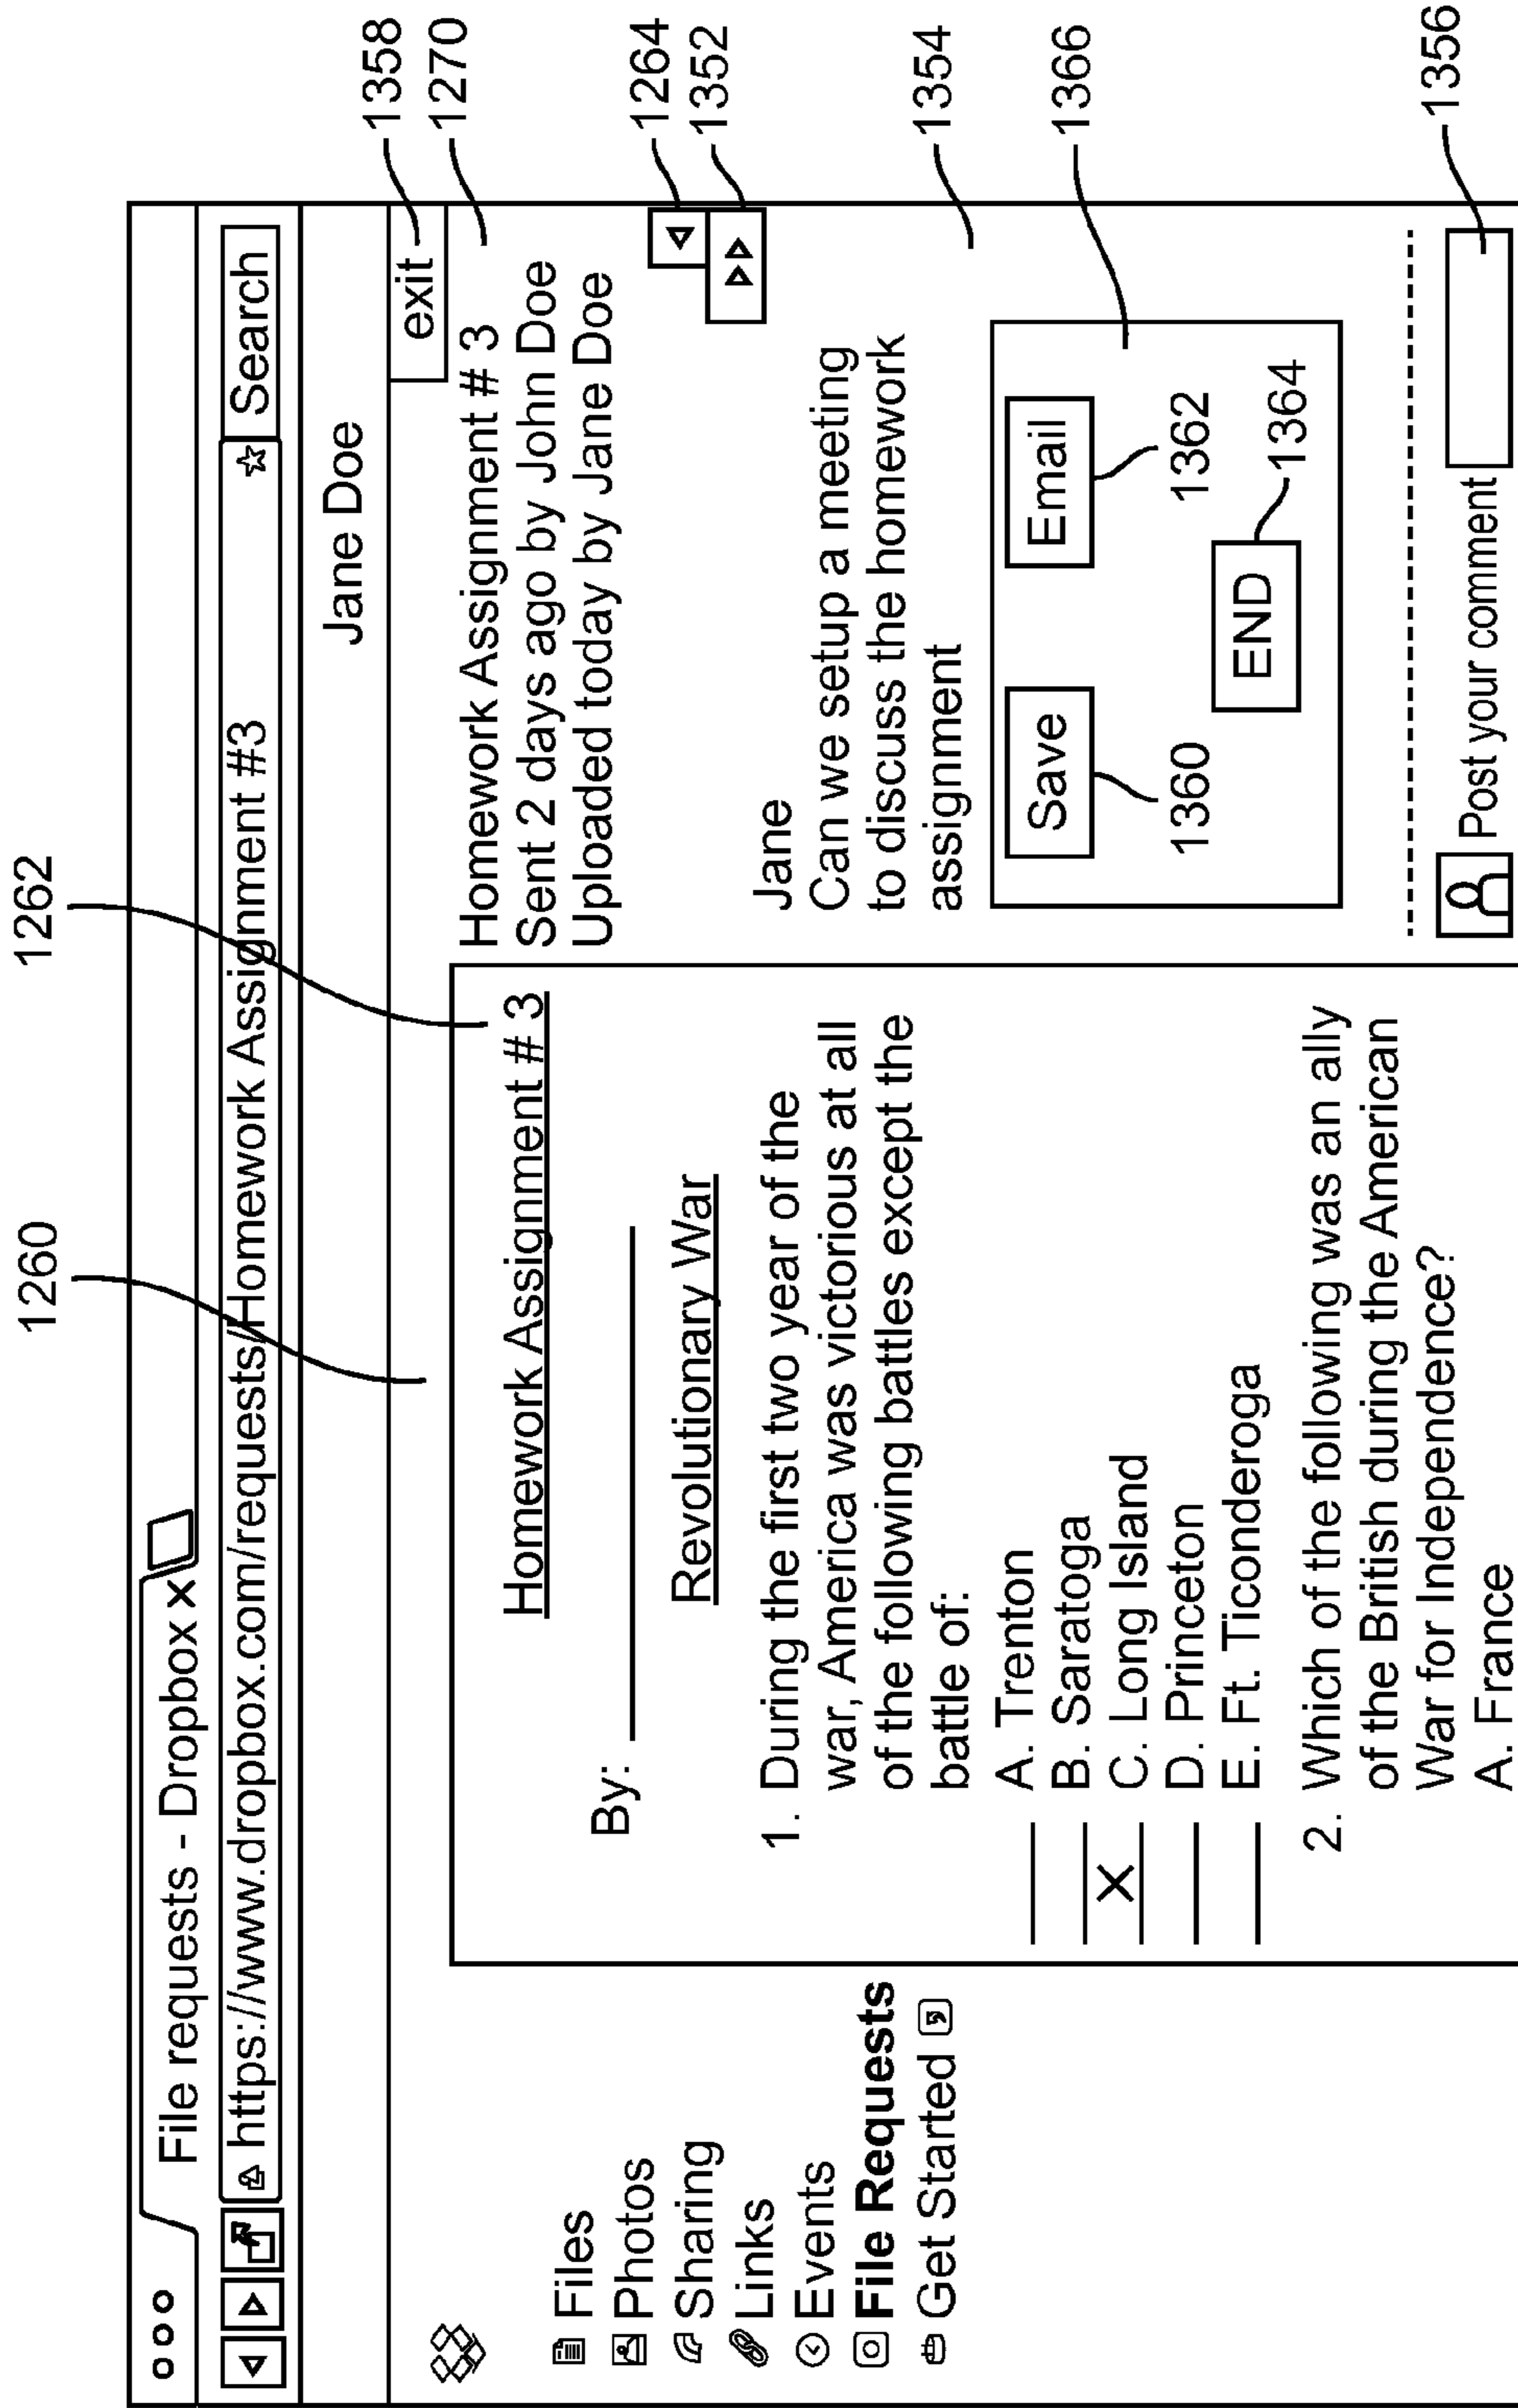 1260
1262
File requests - Dropbox x
https://www.dropbox.com/requests/Homework Assignment #3
Search
Jane Doe
exit
1358
1270
Files
Photos
Sharing
Links
Events
File Requests
Get Started
Homework Assignment # 3
By:
Revolutionary War
1. During the first two year of the
war, America was victorious at all
of the following battles except the
battle of:
A. Trenton
B. Saratoga
X C. Long Island
D. Princeton
E. Ft. Ticonderoga
2. Which of the following was an ally
of the British during the American
War for Independence?
A. France
Homework Assignment # 3
Sent 2 days ago by John Doe
Uploaded today by Jane Doe
1264
1352
Jane
Can we setup a meeting
to discuss the homework
assignment
1354
1366
Save
Email
1360
1362
END
1364
Post your comment
1356